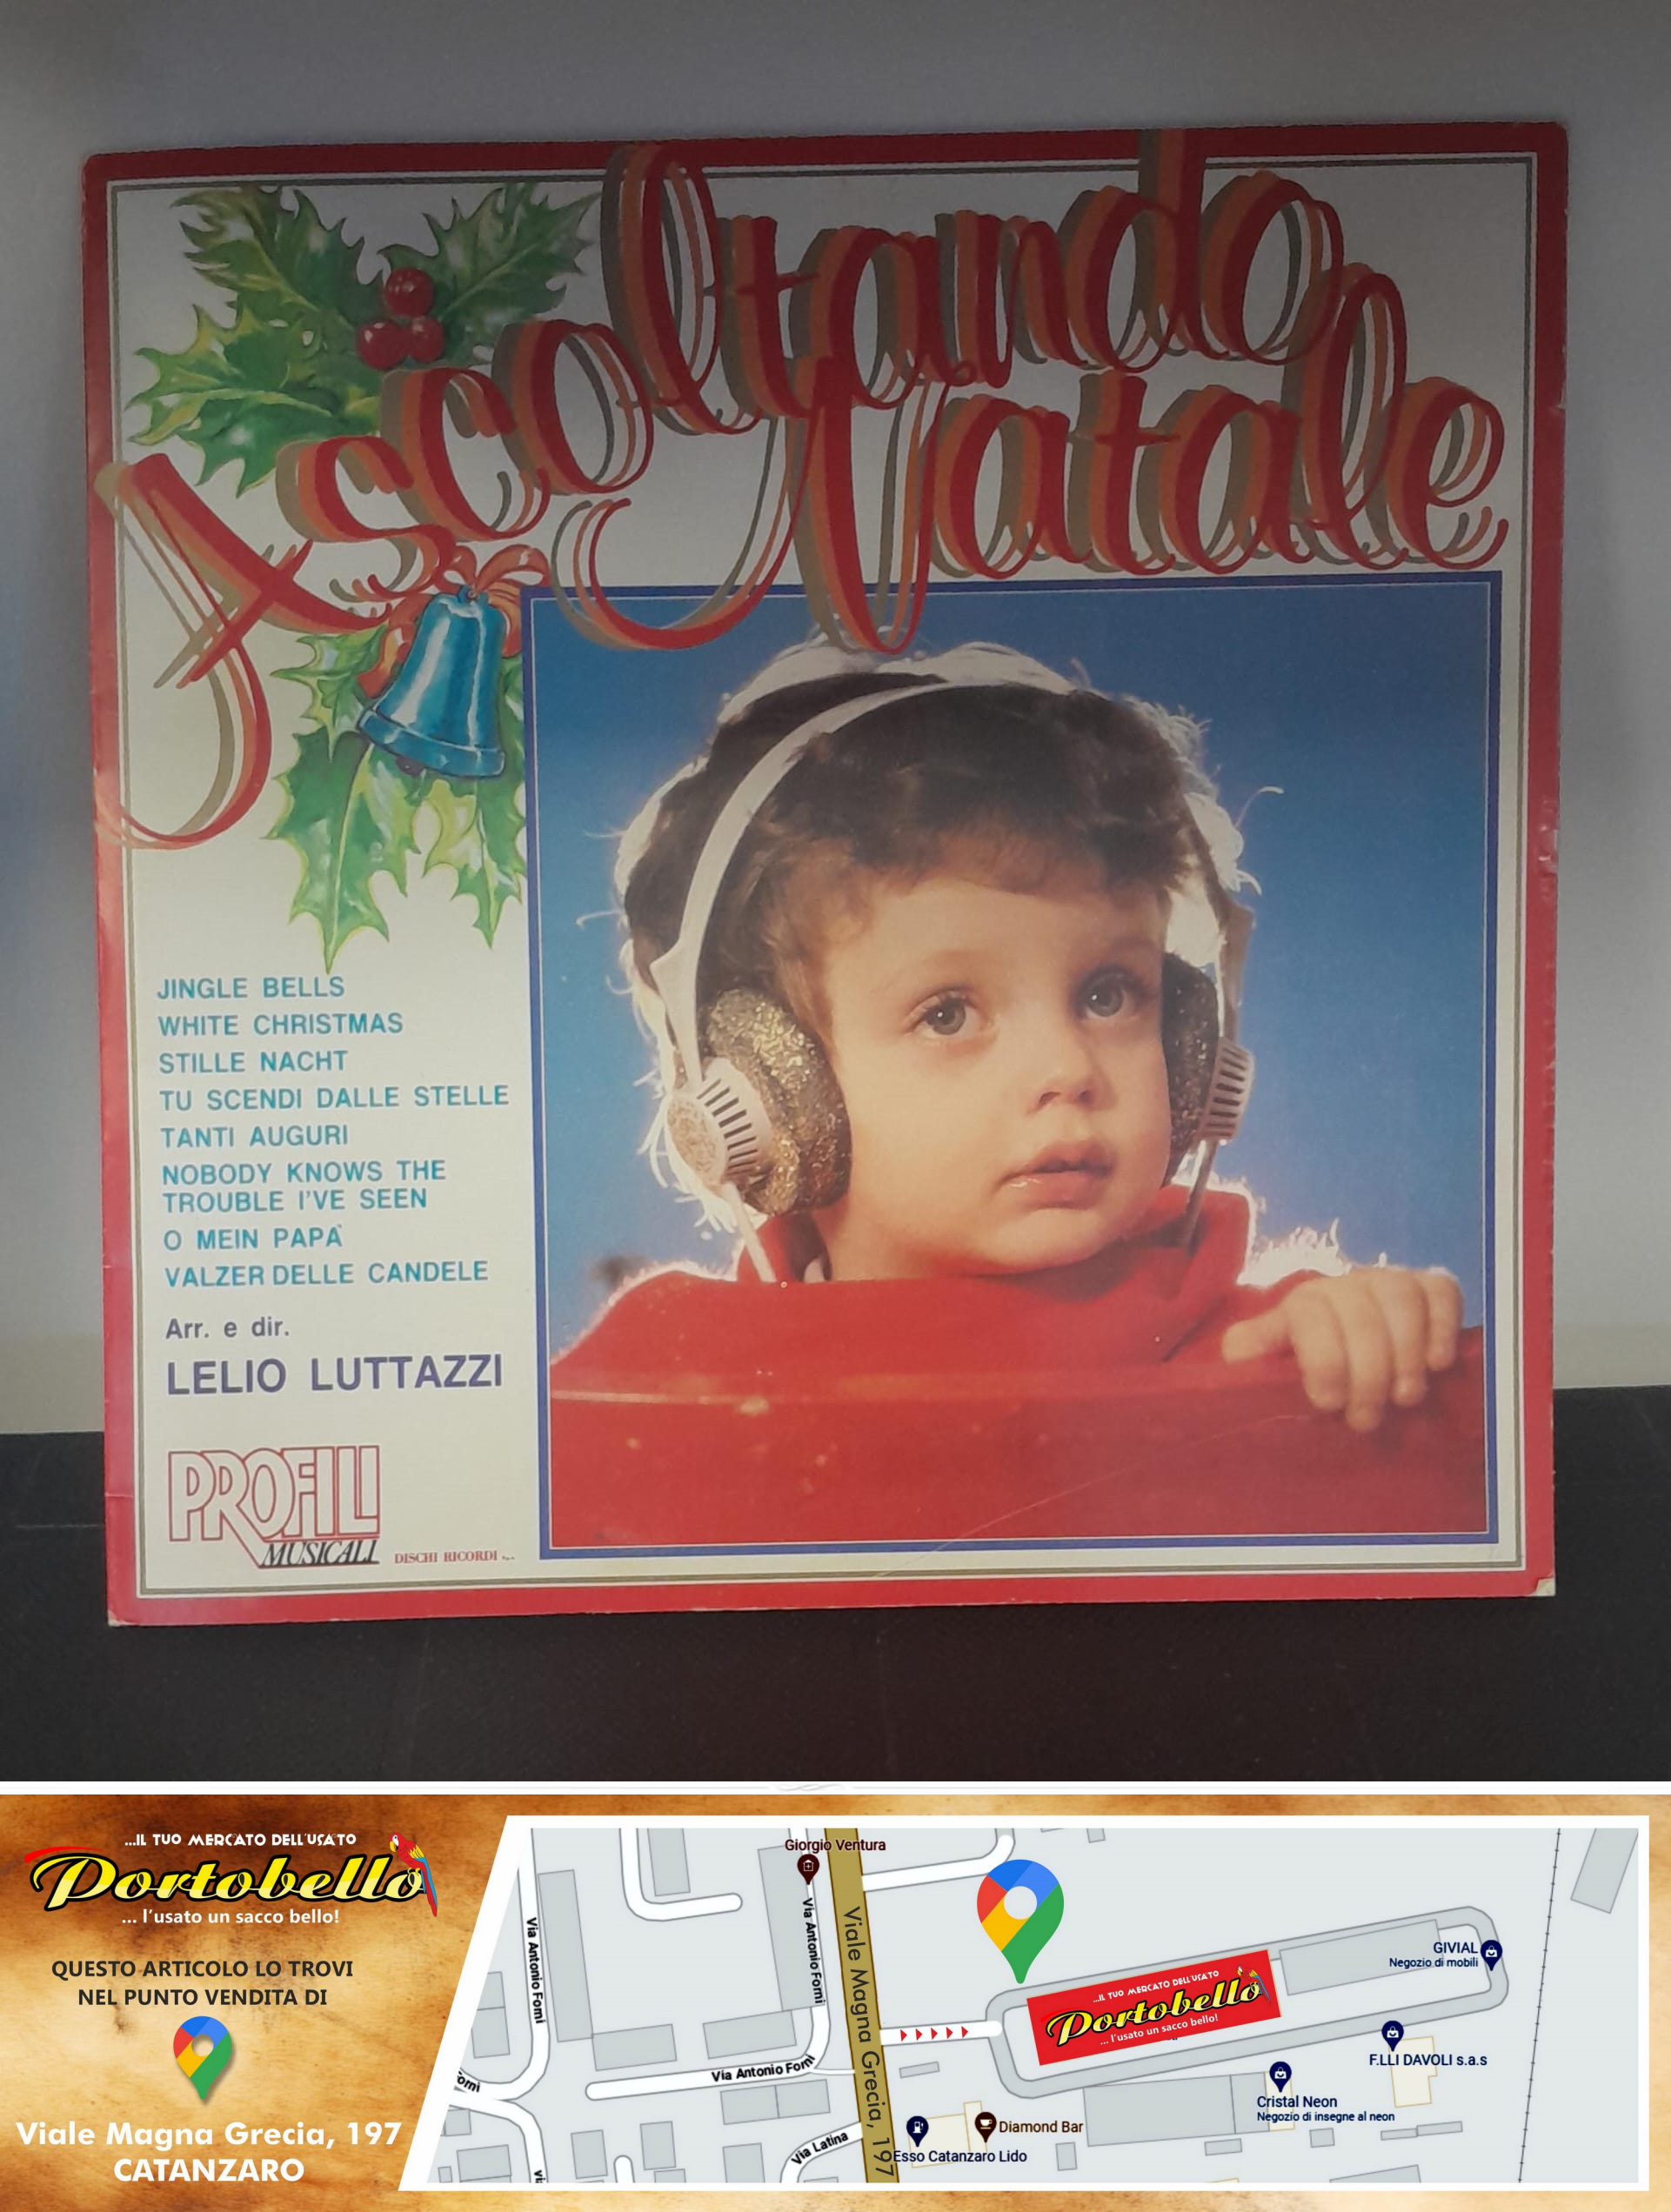 Ascoltando
Natale
JINGLE BELLS
WHITE CHRISTMAS
STILLE NACHT
TU SCENDI DALLE STELLE
TANTI AUGURI
NOBODY KNOWS THE
TROUBLE I'VE SEEN
O MEIN PAPÀ
VALZER DELLE CANDELE
Arr. e dir.
LELIO LUTTAZZI
PROFILI
MUSICALI
DISCHI RICORDI
...IL TUO MERCATO DELL'USATO
Portobello
... l'usato un sacco bello!
QUESTO ARTICOLO LO TROVI
NEL PUNTO VENDITA DI
Viale Magna Grecia, 197
CATANZARO
Giorgio Ventura
Via Antonio Forni
Via Antonio Forni
Viale Magna Grecia, 197
GIVIAL
Negozio di mobili
...IL TUO MERCATO DELL'USATO
Portobello
... l'usato un sacco bello!
F.LLI DAVOLI s.a.s
Via Antonio Forni
orni
Cristal Neon
Negozio di insegne al neon
Diamond Bar
Via Latina
Esso Catanzaro Lido